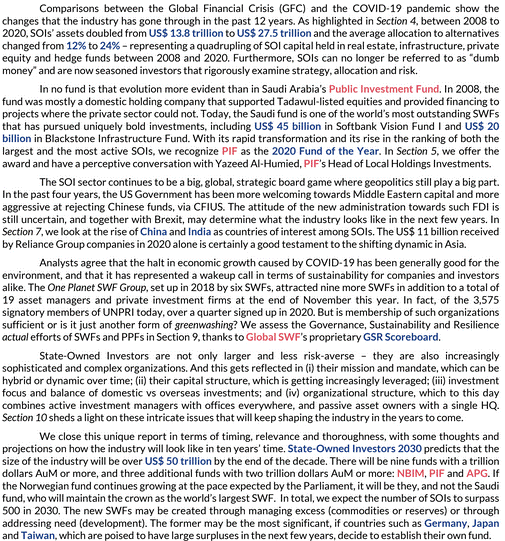 Comparisons between the Global Financial Crisis (GFC) and the COVID-19 pandemic show the
changes that the industry has gone through in the past 12 years. As highlighted in Section 4, between 2008 to
2020, SOIs' assets doubled from US$ 13.8 trillion to US$ 27.5 trillion and the average allocation to alternatives
changed from 12% to 24% – representing a quadrupling of SOI capital held in real estate, infrastructure, private
equity and hedge funds between 2008 and 2020. Furthermore, SOIs can no longer be referred to as "dumb
money" and are now seasoned investors that rigorously examine strategy, allocation and risk.
In no fund is that evolution more evident than in Saudi Arabia's Public Investment Fund. In 2008, the
fund was mostly a domestic holding company that supported Tadawul-listed equities and provided financing to
projects where the private sector could not. Today, the Saudi fund is one of the world's most outstanding SWFs
that has pursued uniquely bold investments, including US$ 45 billion in Softbank Vision Fund I and US$ 20
billion in Blackstone Infrastructure Fund. With its rapid transformation and its rise in the ranking of both the
largest and the most active SOIs, we recognize PIF as the 2020 Fund of the Year. In Section 5, we offer the
award and have a perceptive conversation with Yazeed Al-Humied, PIF's Head of Local Holdings Investments.
The SOI sector continues to be a big, global, strategic board game where geopolitics still play a big part.
In the past four years, the US Government has been more welcoming towards Middle Eastern capital and more
aggressive at rejecting Chinese funds, via CFIUS. The attitude of the new administration towards such FDI is
still uncertain, and together with Brexit, may determine what the industry looks like in the next few years. In
Section 7, we look at the rise of China and India as countries of interest among SOIs. The US$ 11 billion received
by Reliance Group companies in 2020 alone is certainly a good testament to the shifting dynamic in Asia.
Analysts agree that the halt in economic growth caused by COVID-19 has been generally good for the
environment, and that it has represented a wakeup call in terms of sustainability for companies and investors
alike. The One Planet SWF Group, set up in 2018 by six SWFs, attracted nine more SWFs in addition to a total of
19 asset managers and private investment firms at the end of November this year. In fact, of the 3,575
signatory members of UNPRI today, over a quarter signed up in 2020. But is membership of such organizations
sufficient or is it just another form of greenwashing? We assess the Governance, Sustainability and Resilience
actual efforts of SWFs and PPFs in Section 9, thanks to Global SWF's proprietary GSR Scoreboard.
State-Owned Investors are not only larger and less risk-averse – they are also increasingly
sophisticated and complex organizations. And this gets reflected in (i) their mission and mandate, which can be
hybrid or dynamic over time; (ii) their capital structure, which is getting increasingly leveraged; (iii) investment
focus and balance of domestic vs overseas investments; and (iv) organizational structure, which to this day
combines active investment managers with offices everywhere, and passive asset owners with a single HQ.
Section 10 sheds a light on these intricate issues that will keep shaping the industry in the years to come.
We close this unique report in terms of timing, relevance and thoroughness, with some thoughts and
projections on how the industry will look like in ten years' time. State-Owned Investors 2030 predicts that the
size of the industry will be over US$ 50 trillion by the end of the decade. There will be nine funds with a trillion
dollars AuM or more, and three additional funds with two trillion dollars AuM or more: NBIM, PIF and APG. If
the Norwegian fund continues growing at the pace expected by the Parliament, it will be they, and not the Saudi
fund, who will maintain the crown as the world's largest SWF. In total, we expect the number of SOIs to surpass
500 in 2030. The new SWFs may be created through managing excess (commodities or reserves) or through
addressing need (development). The former may be the most significant, if countries such as Germany, Japan
and Taiwan, which are poised to have large surpluses in the next few years, decide to establish their own fund.